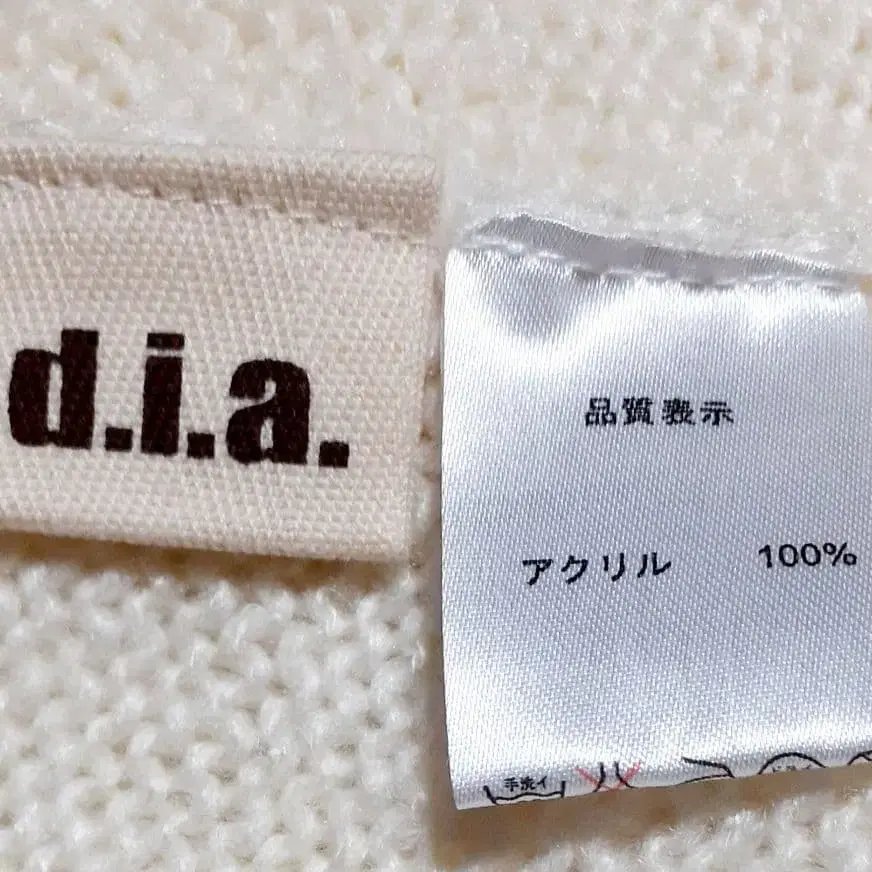 d.i.a.
品質表示
アクリル 100%
手洗イ